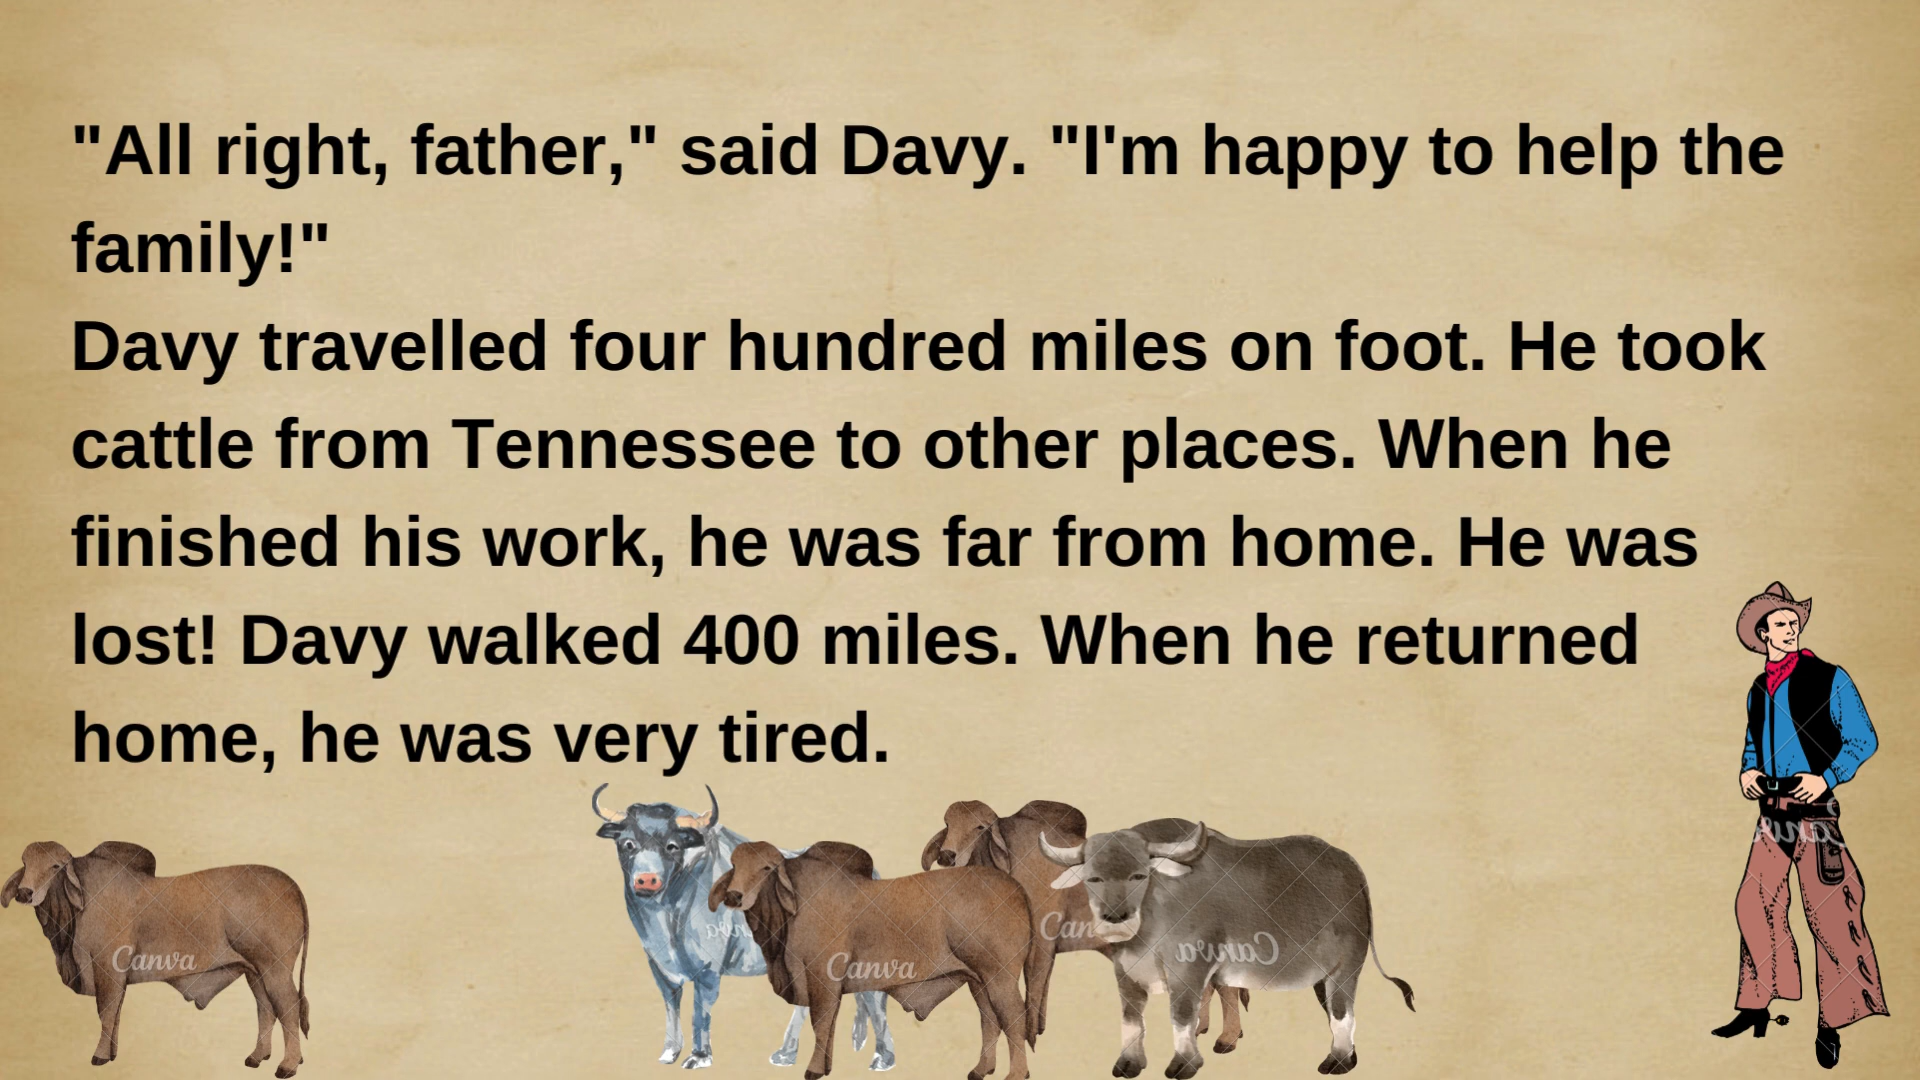 "All right, father," said Davy. "I'm happy to help the
family!"
Davy travelled four hundred miles on foot. He took
cattle from Tennessee to other places. When he
finished his work, he was far from home. He was
lost! Davy walked 400 miles. When he returned
home, he was very tired.
Canva
Canva
Canva